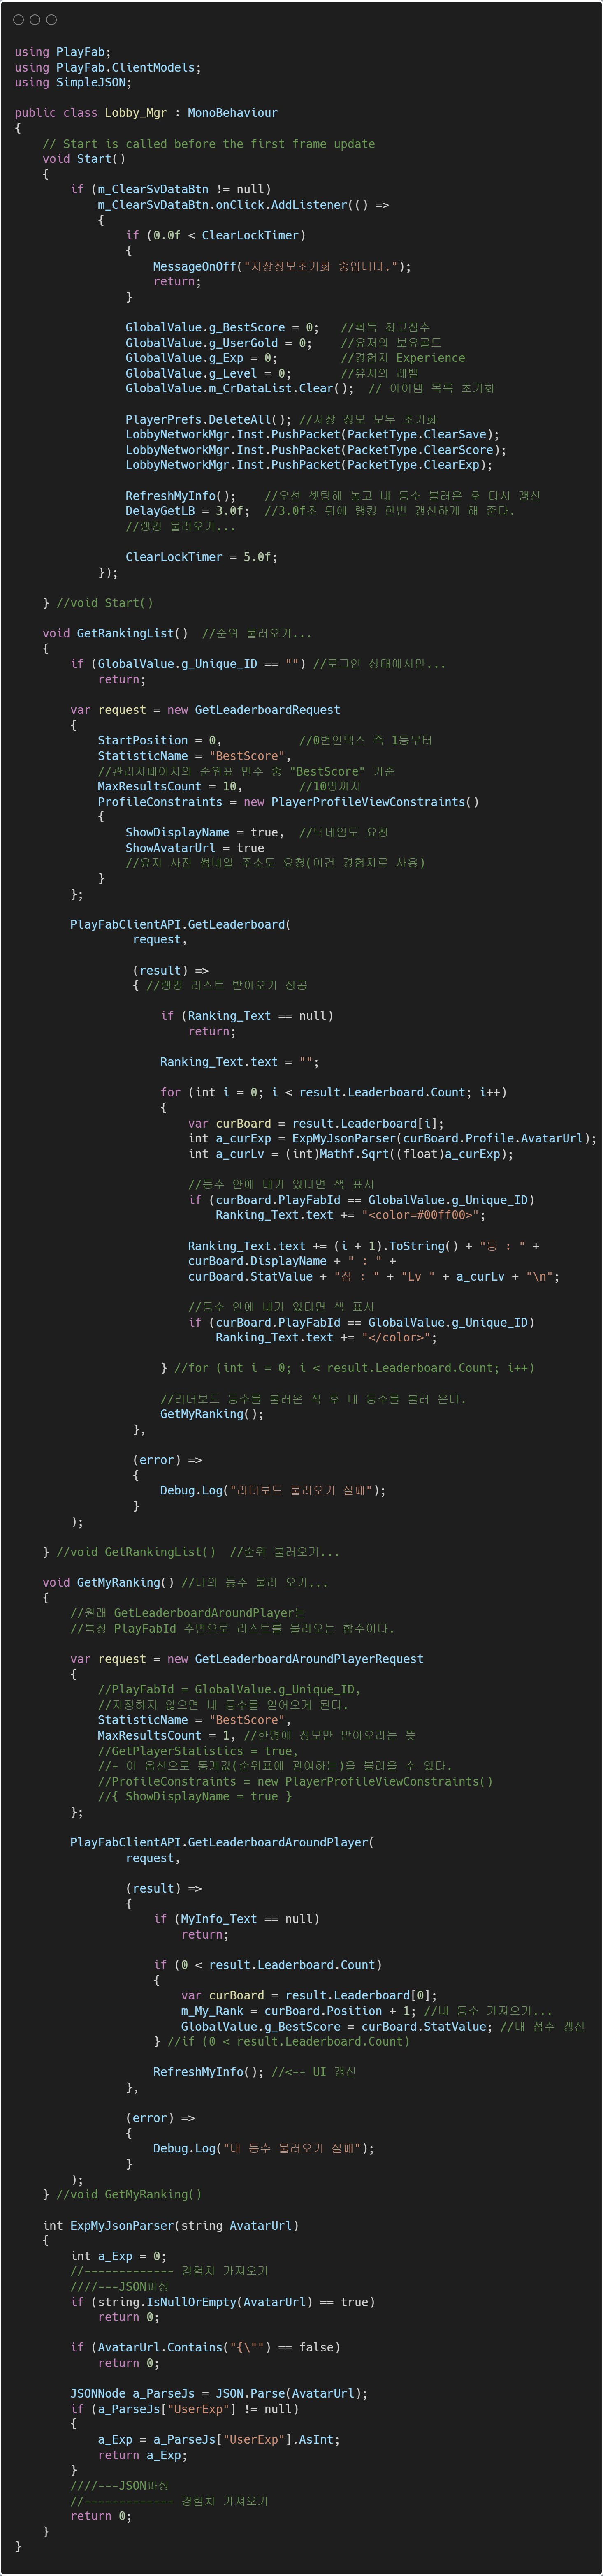 using PlayFab;
using PlayFab.ClientModels;
using SimpleJSON;

public class Lobby_Mgr : MonoBehaviour
{
    // Start is called before the first frame update
    void Start()
    {
        if (m_ClearSvDataBtn != null)
            m_ClearSvDataBtn.onClick.AddListener(() =>
            {
                if (0.0f < ClearLockTimer)
                {
                    MessageOnOff("저장정보초기화 중입니다.");
                    return;
                }

                GlobalValue.g_BestScore = 0;   //획득 최고점수
                GlobalValue.g_UserGold = 0;    //유저의 보유골드
                GlobalValue.g_Exp = 0;         //경험치 Experience
                GlobalValue.g_Level = 0;       //유저의 레벨
                GlobalValue.m_CrDataList.Clear();  // 아이템 목록 초기화

                PlayerPrefs.DeleteAll(); //저장 정보 모두 초기화
                LobbyNetworkMgr.Inst.PushPacket(PacketType.ClearSave);
                LobbyNetworkMgr.Inst.PushPacket(PacketType.ClearScore);
                LobbyNetworkMgr.Inst.PushPacket(PacketType.ClearExp);

                RefreshMyInfo();    //우선 셋팅해 놓고 내 등수 불러온 후 다시 갱신
                DelayGetLB = 3.0f;  //3.0f초 뒤에 랭킹 한번 갱신하게 해 준다.
                //랭킹 불러오기...

                ClearLockTimer = 5.0f;
            });

    } //void Start()

    void GetRankingList()  //순위 불러오기...
    {
        if (GlobalValue.g_Unique_ID == "") //로그인 상태에서만...
            return;

        var request = new GetLeaderboardRequest
        {
            StartPosition = 0,           //0번인덱스 즉 1등부터
            StatisticName = "BestScore",
            //관리자페이지의 순위표 변수 중 "BestScore" 기준
            MaxResultsCount = 10,        //10명까지
            ProfileConstraints = new PlayerProfileViewConstraints()
            {
                ShowDisplayName = true,  //닉네임도 요청
                ShowAvatarUrl = true
                //유저 사진 썸네일 주소도 요청(이건 경험치로 사용)
            }
        };

        PlayFabClientAPI.GetLeaderboard(
                 request,

                 (result) =>
                 { //랭킹 리스트 받아오기 성공

                     if (Ranking_Text == null)
                         return;

                     Ranking_Text.text = "";

                     for (int i = 0; i < result.Leaderboard.Count; i++)
                     {
                         var curBoard = result.Leaderboard[i];
                         int a_curExp = ExpMyJsonParser(curBoard.Profile.AvatarUrl);
                         int a_curLv = (int)Mathf.Sqrt((float)a_curExp);

                         //등수 안에 내가 있다면 색 표시
                         if (curBoard.PlayFabId == GlobalValue.g_Unique_ID)
                             Ranking_Text.text += "<color=#00ff00>";

                         Ranking_Text.text += (i + 1).ToString() + "등 : " +
                         curBoard.DisplayName + " : " +
                         curBoard.StatValue + "점 : " + "Lv " + a_curLv + "\n";

                         //등수 안에 내가 있다면 색 표시
                         if (curBoard.PlayFabId == GlobalValue.g_Unique_ID)
                             Ranking_Text.text += "</color>";

                     } //for (int i = 0; i < result.Leaderboard.Count; i++)

                     //리더보드 등수를 불러온 직 후 내 등수를 불러 온다.
                     GetMyRanking();
                 },

                 (error) =>
                 {
                     Debug.Log("리더보드 불러오기 실패");
                 }
        );

    } //void GetRankingList()  //순위 불러오기...

    void GetMyRanking() //나의 등수 불러 오기...
    {
        //원래 GetLeaderboardAroundPlayer는
        //특정 PlayFabId 주변으로 리스트를 불러오는 함수이다.

        var request = new GetLeaderboardAroundPlayerRequest
        {
            //PlayFabId = GlobalValue.g_Unique_ID,
            //지정하지 않으면 내 등수를 얻어오게 된다.
            StatisticName = "BestScore",
            MaxResultsCount = 1, //한명에 정보만 받아오라는 뜻
            //GetPlayerStatistics = true,
            //- 이 옵션으로 통계값(순위표에 관여하는)을 불러올 수 있다.
            //ProfileConstraints = new PlayerProfileViewConstraints()
            //{ ShowDisplayName = true }
        };

        PlayFabClientAPI.GetLeaderboardAroundPlayer(
                request,

                (result) =>
                {
                    if (MyInfo_Text == null)
                        return;

                    if (0 < result.Leaderboard.Count)
                    {
                        var curBoard = result.Leaderboard[0];
                        m_My_Rank = curBoard.Position + 1; //내 등수 가져오기...
                        GlobalValue.g_BestScore = curBoard.StatValue; //내 점수 갱신
                    } //if (0 < result.Leaderboard.Count)

                    RefreshMyInfo(); //<-- UI 갱신
                },

                (error) =>
                {
                    Debug.Log("내 등수 불러오기 실패");
                }
        );
    } //void GetMyRanking()

    int ExpMyJsonParser(string AvatarUrl)
    {
        int a_Exp = 0;
        //------------- 경험치 가져오기
        ////---JSON파싱
        if (string.IsNullOrEmpty(AvatarUrl) == true)
            return 0;

        if (AvatarUrl.Contains("{\"") == false)
            return 0;

        JSONNode a_ParseJs = JSON.Parse(AvatarUrl);
        if (a_ParseJs["UserExp"] != null)
        {
            a_Exp = a_ParseJs["UserExp"].AsInt;
            return a_Exp;
        }
        ////---JSON파싱
        //------------- 경험치 가져오기
        return 0;
    }
}